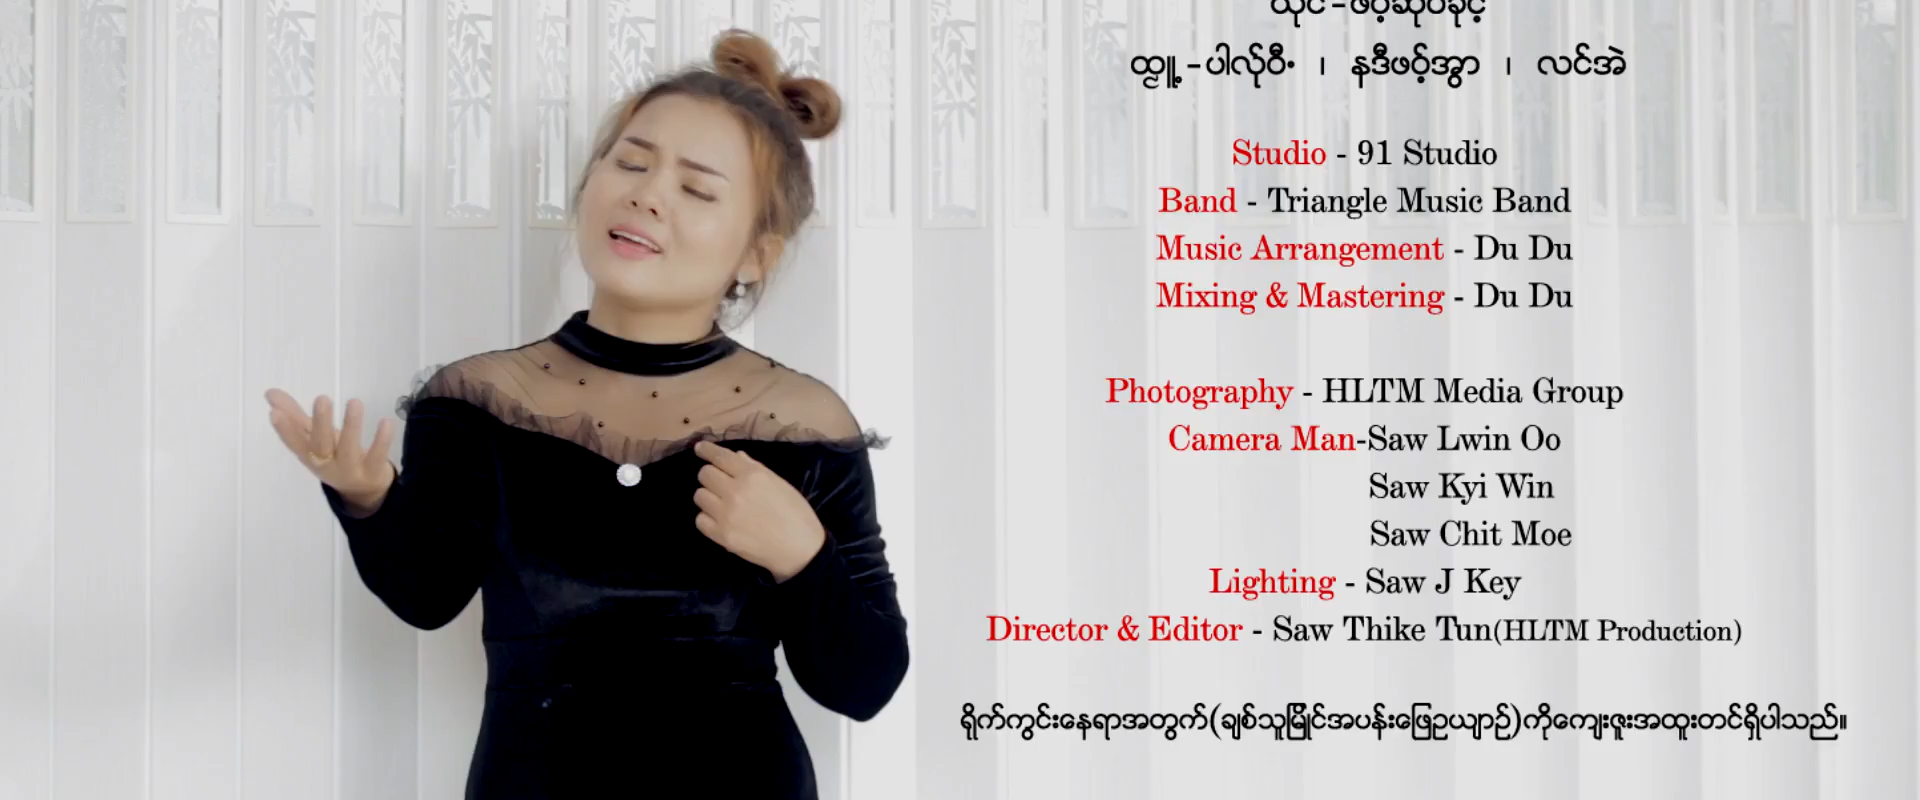 ထူူ့ - ပါလ်ုဝီး ၊ နဒီဖင့်အွာ ၊ လင်အဲ
Studio - 91 Studio
Band - Triangle Music Band
Music Arrangement - Du Du
Mixing & Mastering - Du Du
Photography - HLTM Media Group
Camera Man-Saw Lwin Oo
Saw Kyi Win
Saw Chit Moe
Lighting - Saw J Key
Director & Editor - Saw Thike Tun(HLTM Production)
ရိုက်ကွင်းနေရာအတွက်(ချစ်သူမြိုင်အပန်းဖြေဥယျာဉ်)ကိုကျေးဇူးအထူးတင်ရှိပါသည်။